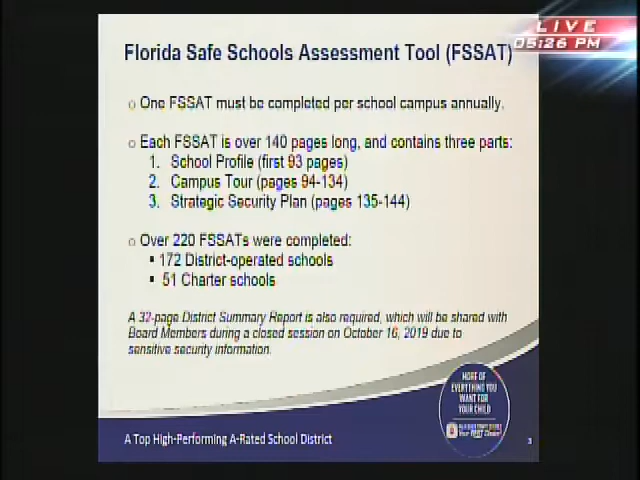 LIVE
05:26 PM
Florida Safe Schools Assessment Tool (FSSAT)
o One FSSAT must be completed per school campus annually.
o Each FSSAT is over 140 pages long, and contains three parts:
1. School Profile (first 93 pages)
2. Campus Tour (pages 94-134)
3. Strategic Security Plan (pages 135-144)
o Over 220 FSSATs were completed:
▪ 172 District-operated schools
▪ 51 Charter schools
A 32-page District Summary Report is also required, which will be shared with
Board Members during a closed session on October 16, 2019 due to
sensitive security information.
MORE OF
EVERYTHING YOU
WANT FOR
YOUR CHILD
Your BEST Choice!
A Top High-Performing A-Rated School District
3